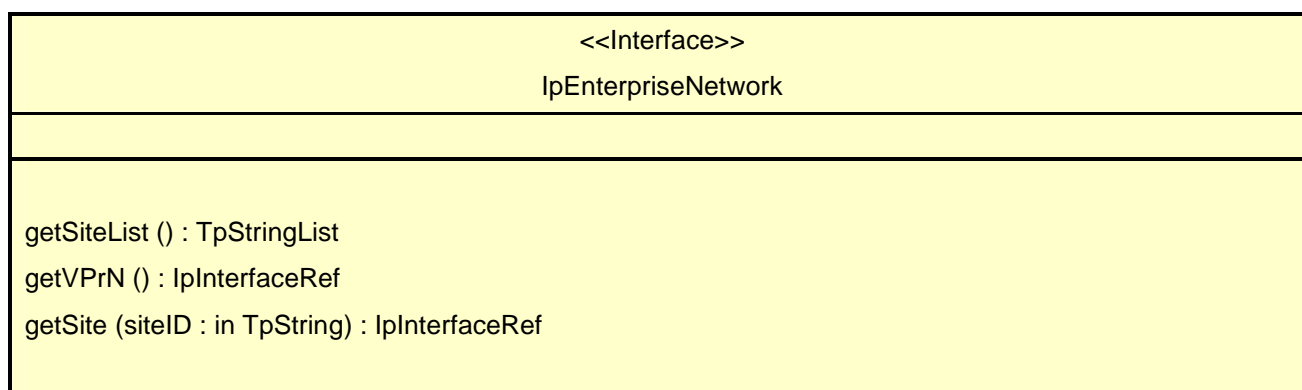 <<Interface>>
IpEnterpriseNetwork
getSiteList () : TpStringList
getVPrN () : IpInterfaceRef
getSite (siteID : in TpString) : IpInterfaceRef